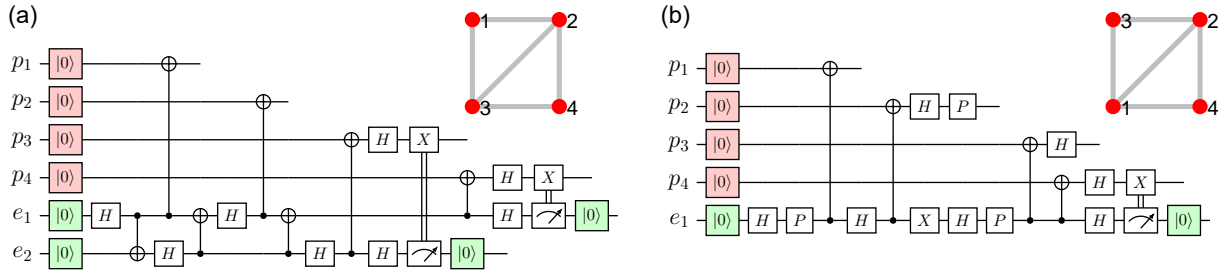 (a)
1 2
3 4
p₁ |0⟩
p₂ |0⟩
p₃ |0⟩ H X
p₄ |0⟩ H X
e₁ |0⟩ H H H |0⟩
e₂ |0⟩ H H H |0⟩
(b)
3 2
1 4
p₁ |0⟩
p₂ |0⟩ H P
p₃ |0⟩ H
p₄ |0⟩ H X
e₁ |0⟩ H P H X H P H |0⟩